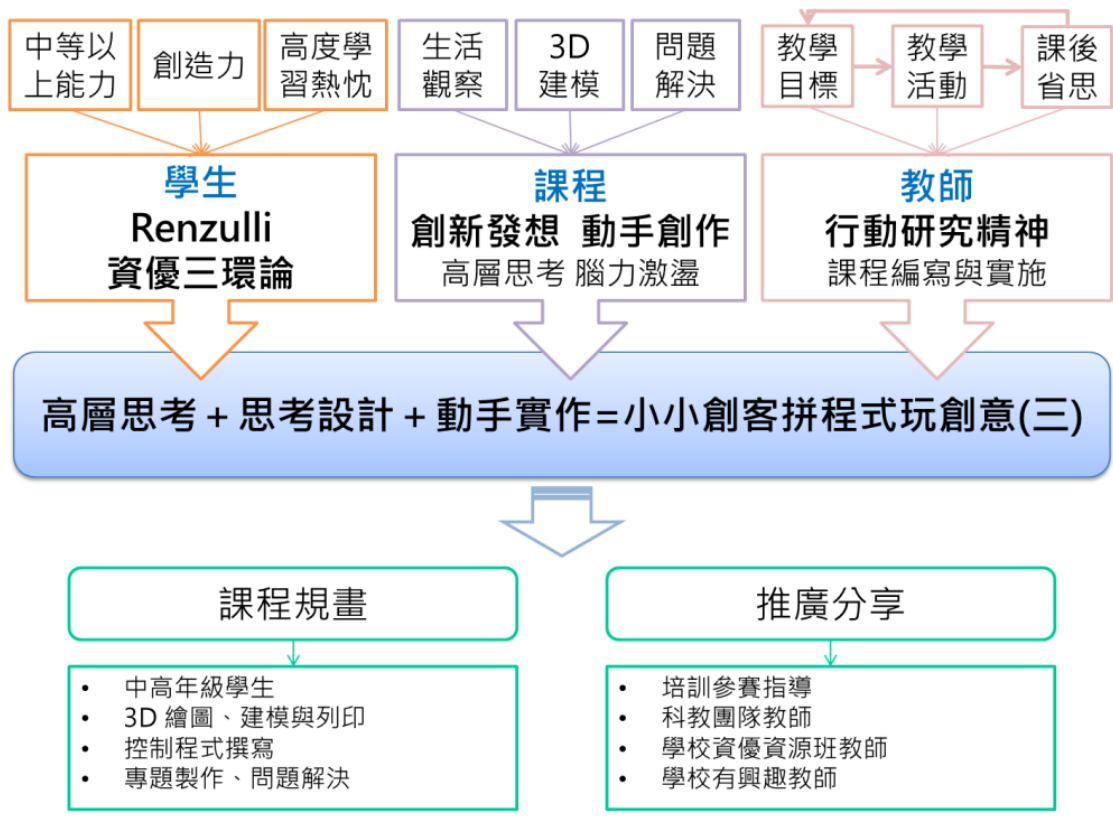 中等以
上能力
創造力
高度學
習熱忱
生活
觀察
3D
建模
問題
解決
教學
目標
教學
活動
課後
省思
學生
Renzulli
資優三環論
課程
創新發想 動手創作
高層思考 腦力激盪
教師
行動研究精神
課程編寫與實施
高層思考+思考設計+動手實作=小小創客拼程式玩創意(三)
課程規畫
• 中高年級學生
• 3D 繪圖、建模與列印
• 控制程式撰寫
• 專題製作、問題解決
推廣分享
• 培訓參賽指導
• 科教團隊教師
• 學校資優資源班教師
• 學校有興趣教師